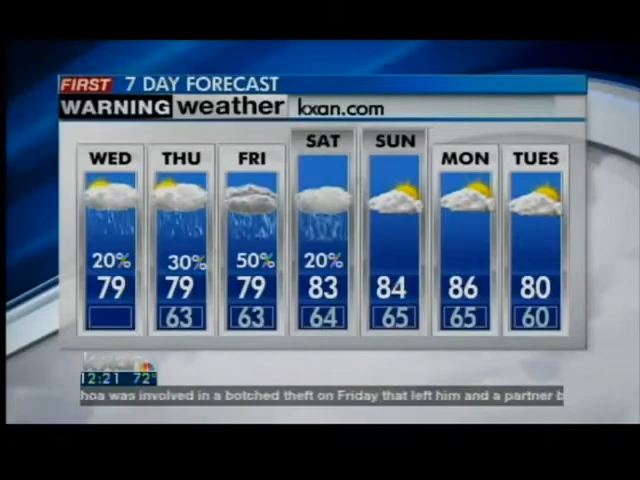 FIRST 7 DAY FORECAST
WARNING weather kxan.com
WED THU FRI SAT SUN MON TUES
20% 30% 50% 20%
79 79 79 83 84 86 80
63 63 64 65 65 60
kxan
12:21 72°
hoa was involved in a botched theft on Friday that left him and a partner b